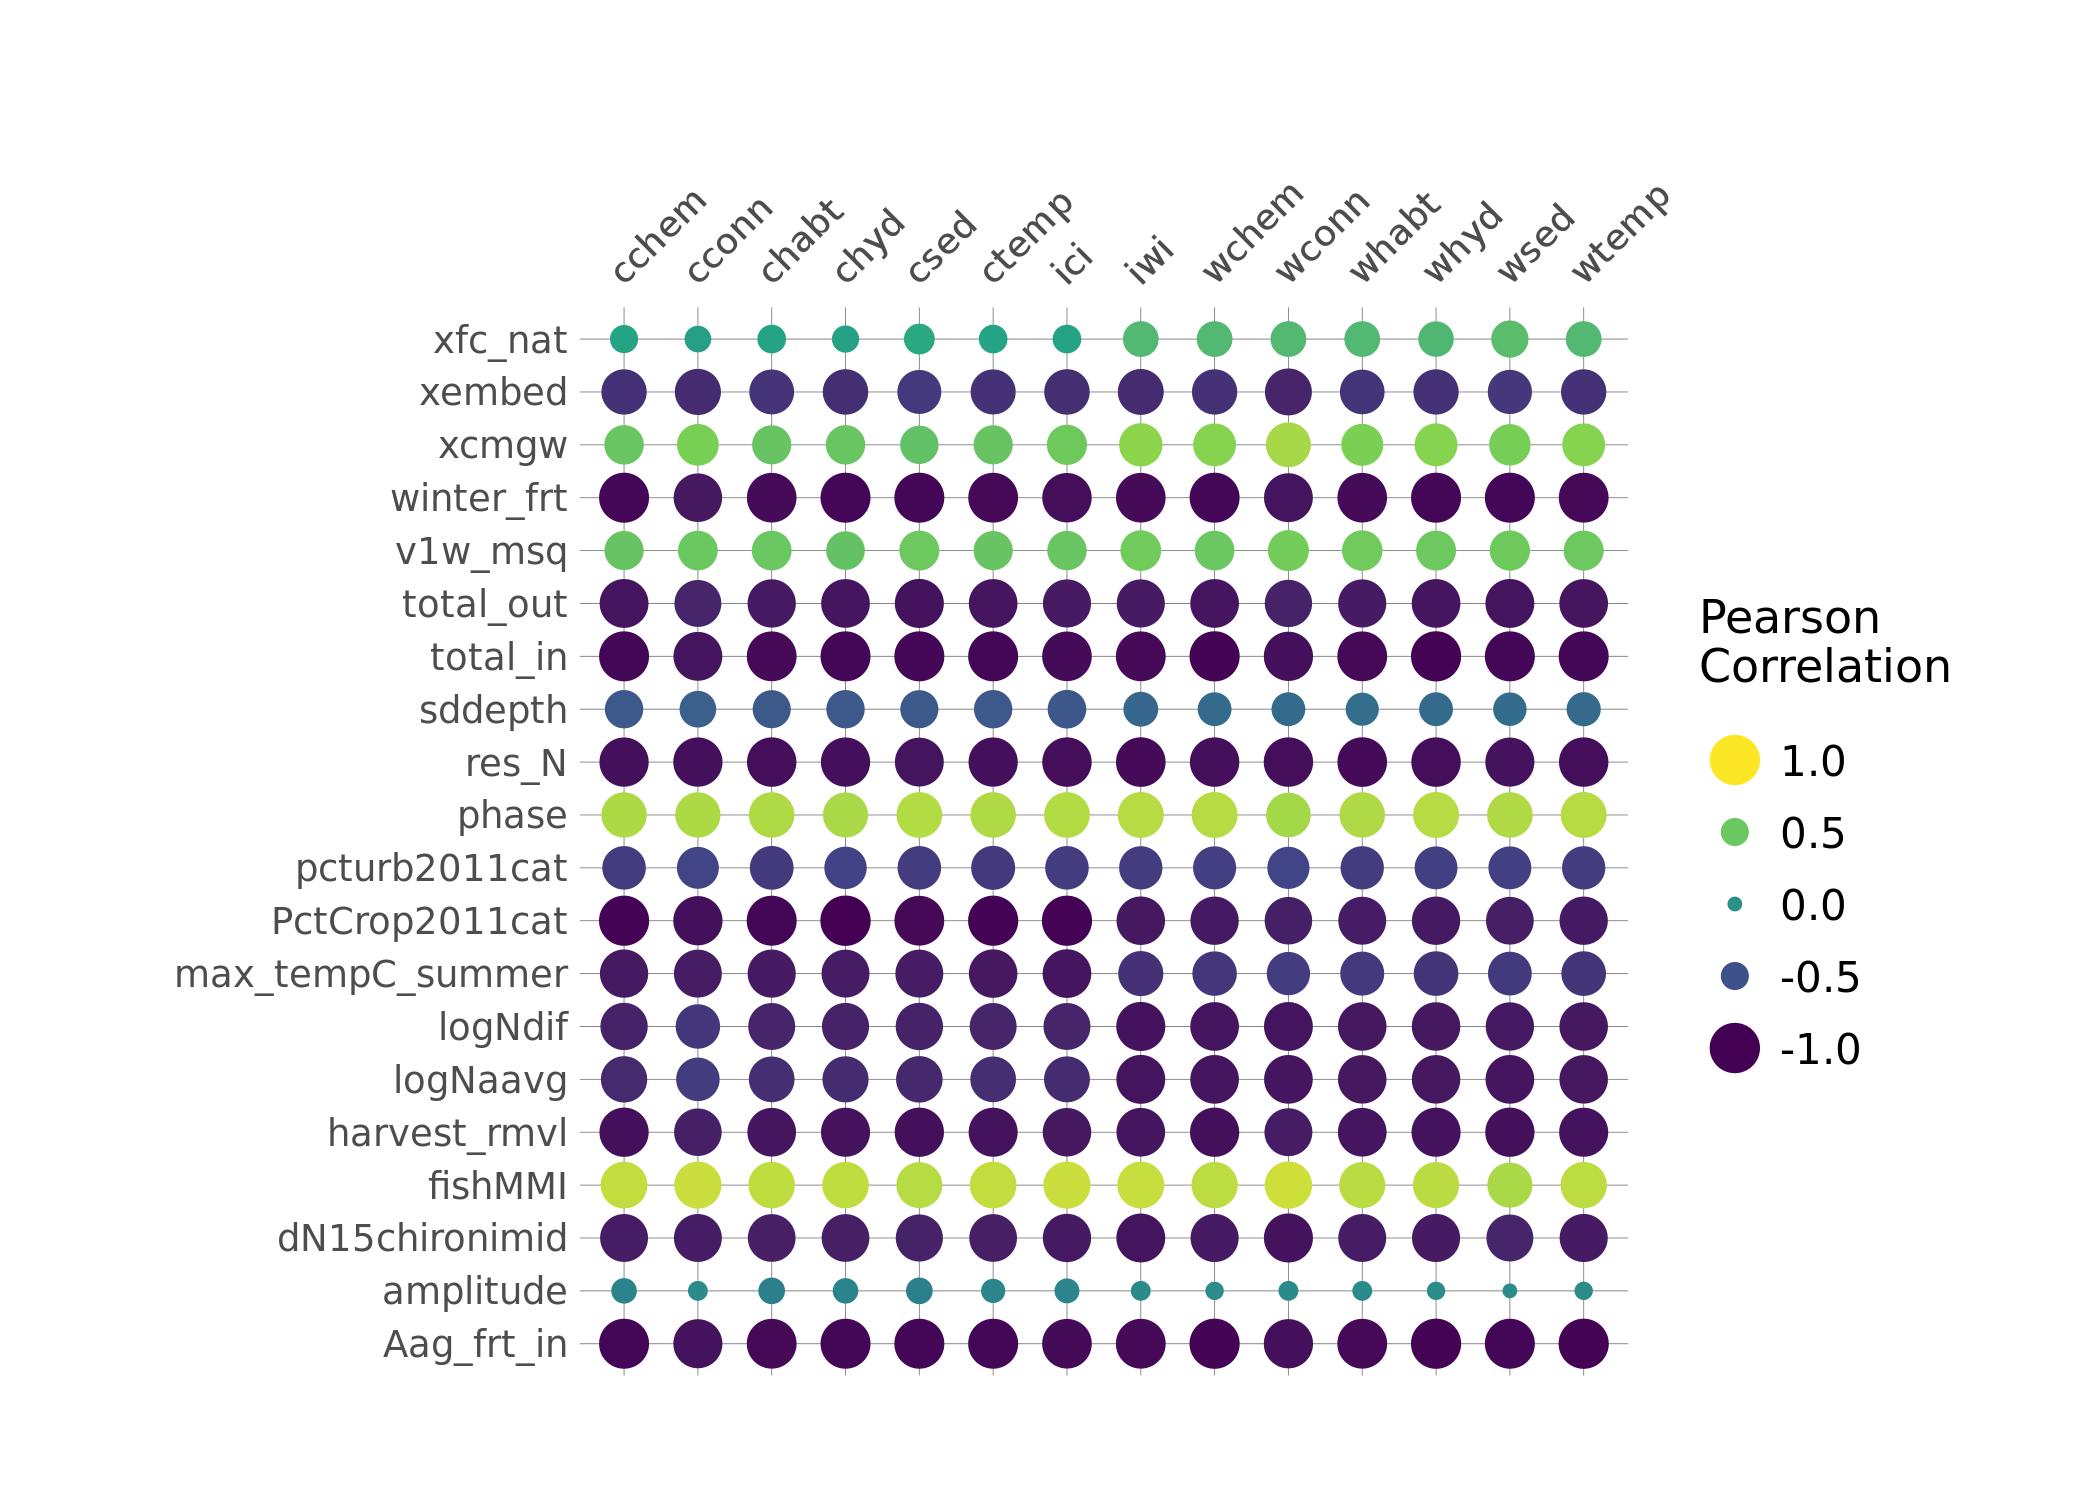 cchem
cconn
chabt
chyd
csed
ctemp
ici
iwi
wchem
wconn
whabt
whyd
wsed
wtemp
xfc_nat
xembed
xcmgw
winter_frt
v1w_msq
total_out
total_in
sddepth
res_N
phase
pcturb2011cat
PctCrop2011cat
max_tempC_summer
logNdif
logNaavg
harvest_rmvl
fishMMI
dN15chironimid
amplitude
Aag_frt_in
Pearson
Correlation
1.0
0.5
0.0
-0.5
-1.0